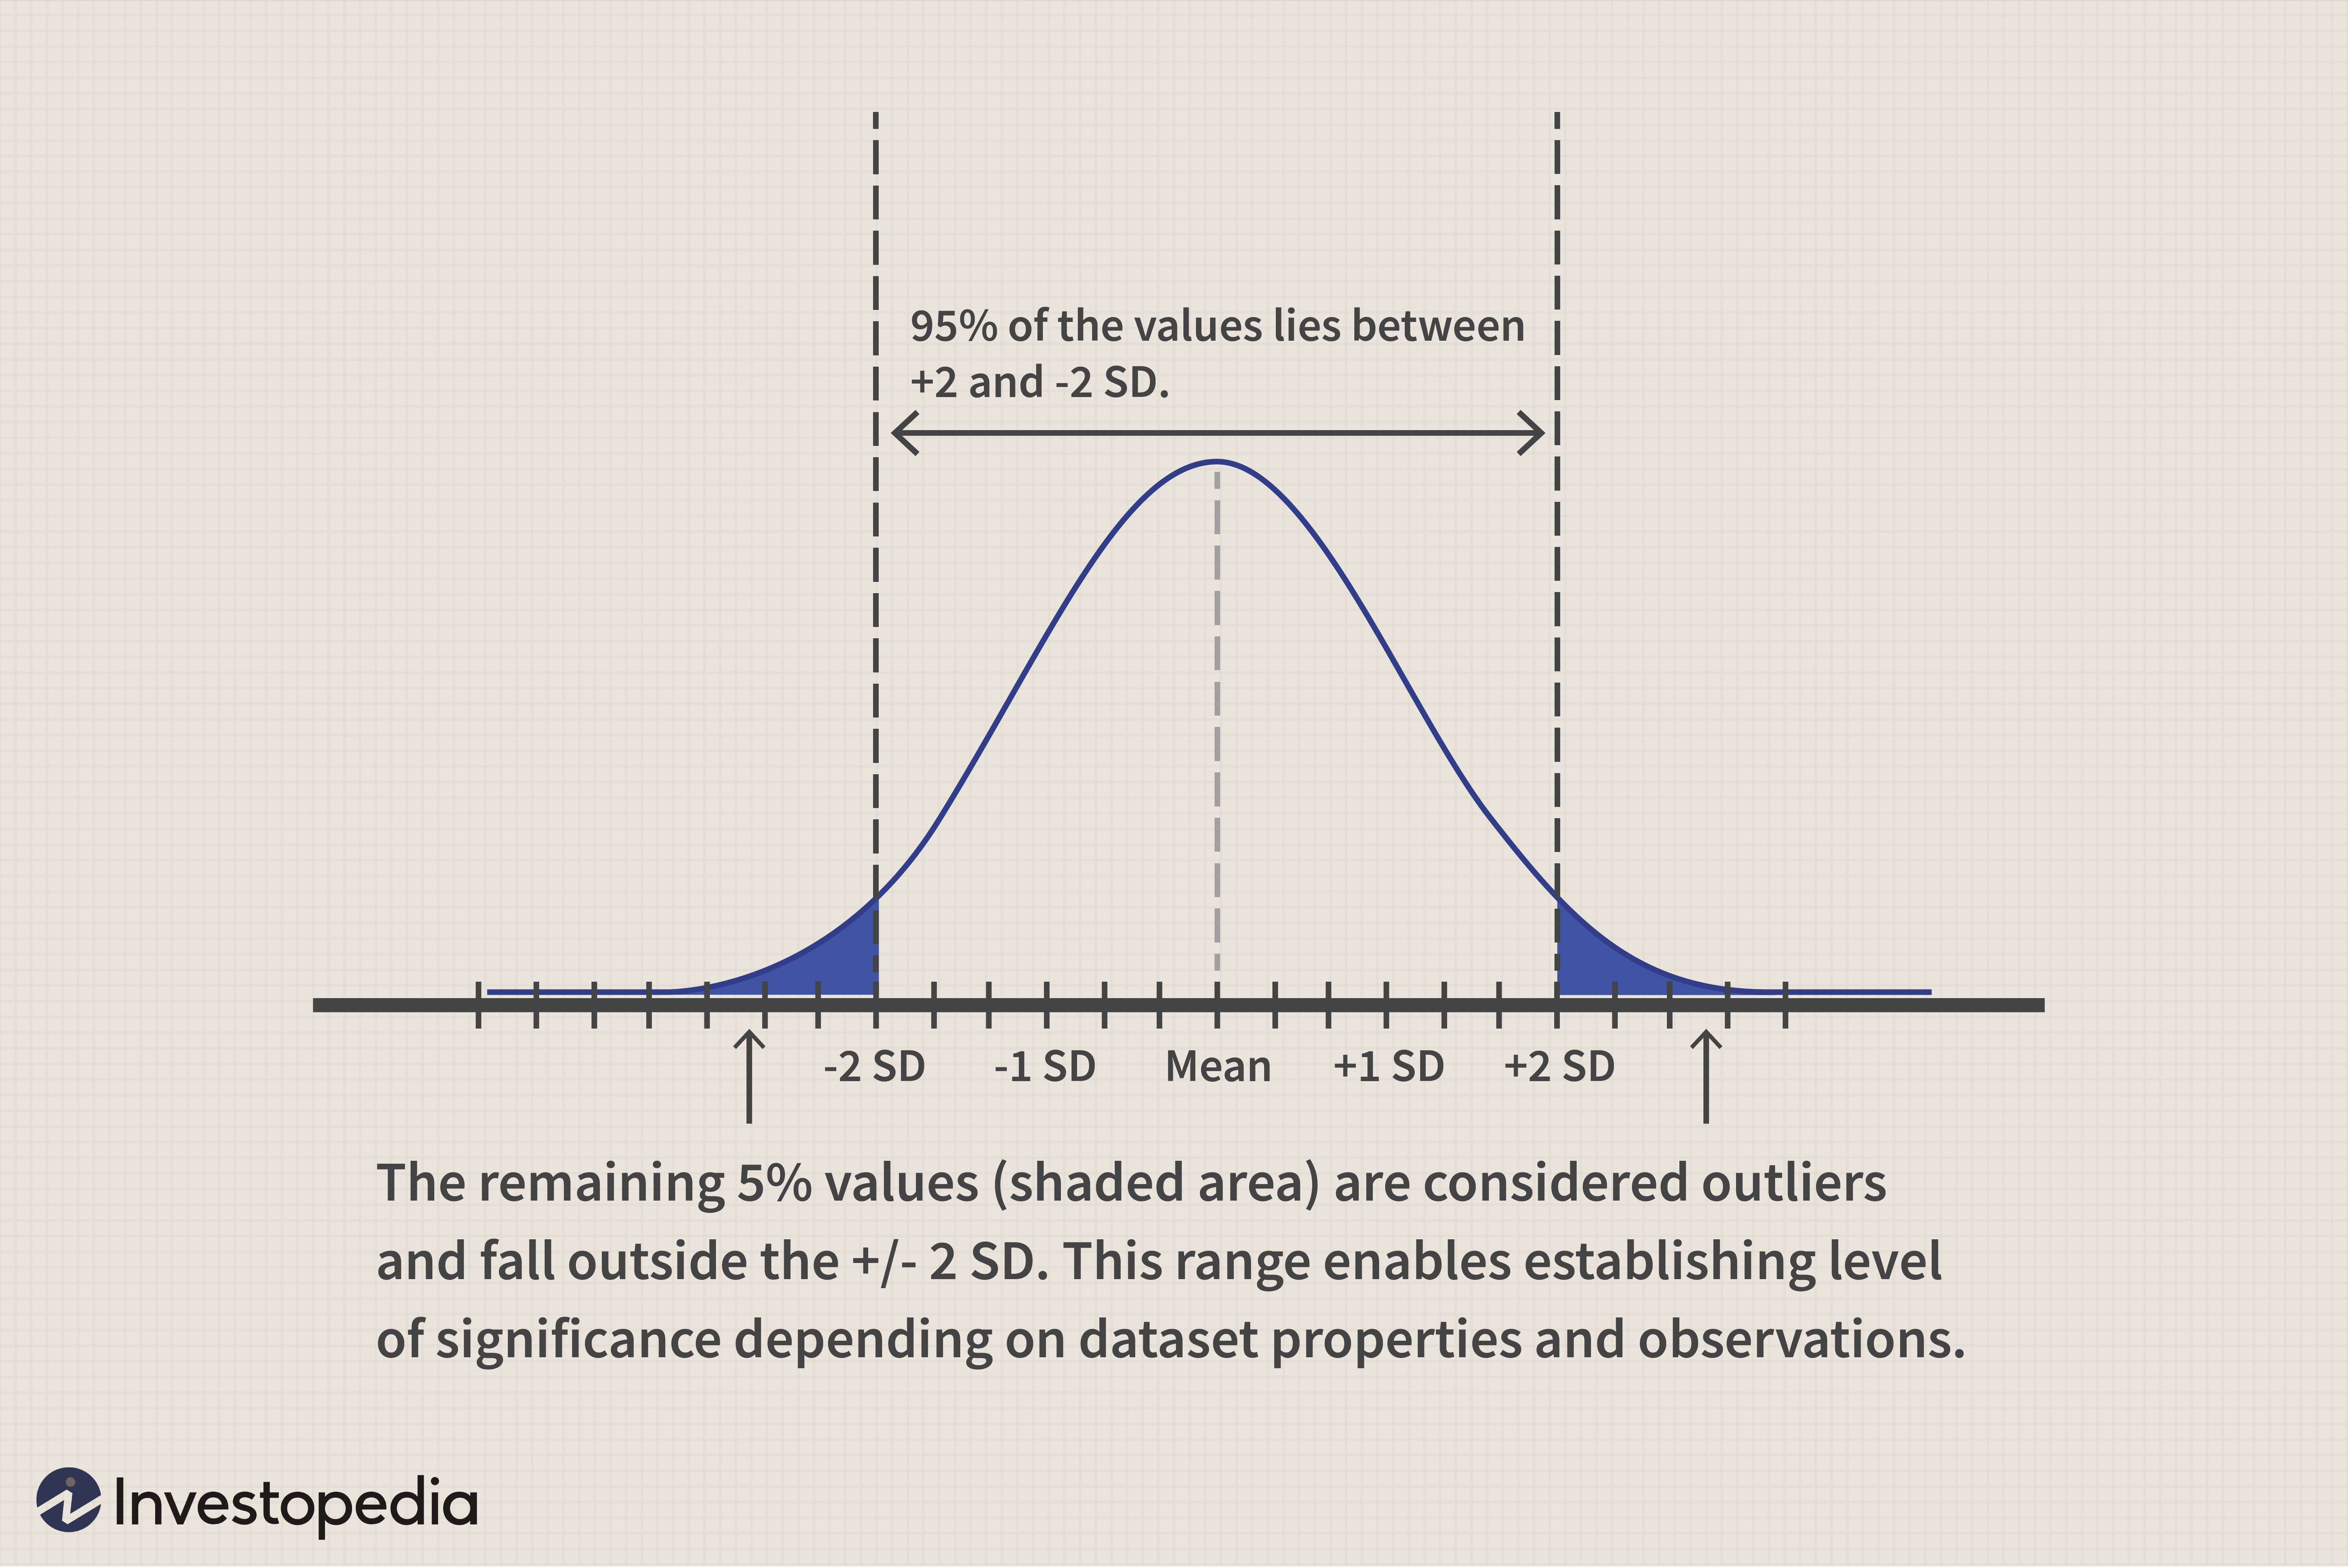 95% of the values lies between
+2 and -2 SD.
-2 SD
-1 SD
Mean
+1 SD
+2 SD
The remaining 5% values (shaded area) are considered outliers
and fall outside the +/- 2 SD. This range enables establishing level
of significance depending on dataset properties and observations.
Investopedia